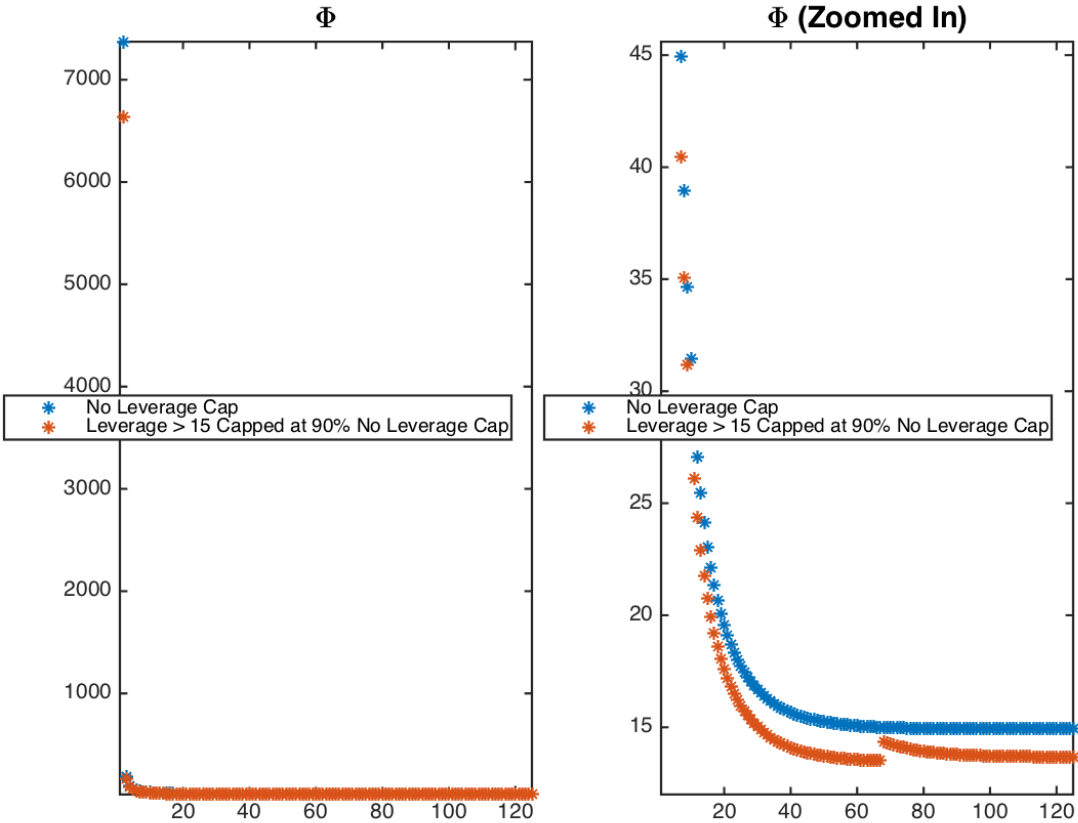 Φ
7000
6000
5000
4000
3000
2000
1000
20 40 60 80 100 120
No Leverage Cap
Leverage > 15 Capped at 90% No Leverage Cap
Φ (Zoomed In)
45
40
35
30
25
20
15
20 40 60 80 100 120
No Leverage Cap
Leverage > 15 Capped at 90% No Leverage Cap